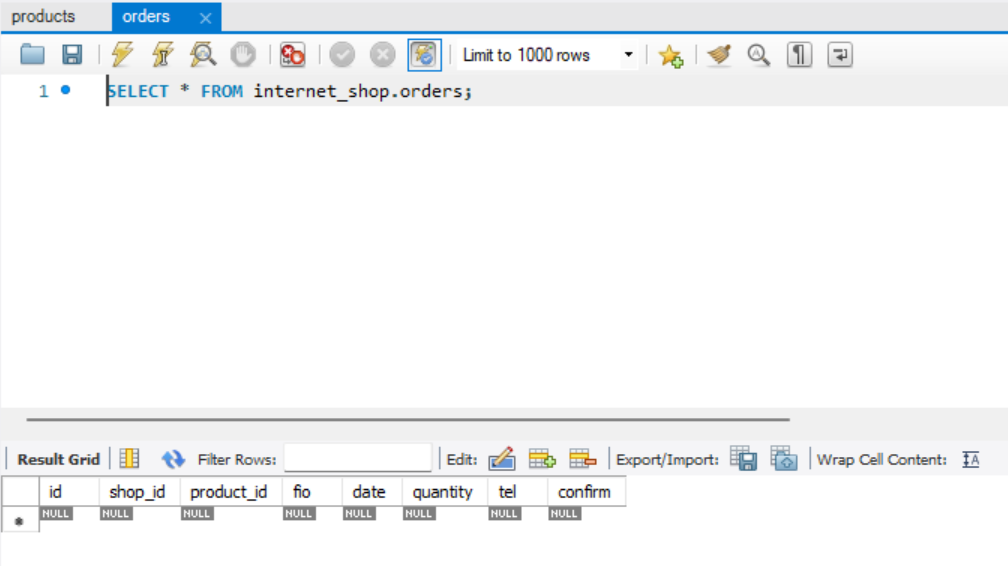 products orders
Limit to 1000 rows
1 SELECT * FROM internet_shop.orders;
Result Grid Filter Rows: Edit: Export/Import: Wrap Cell Content:
id shop_id product_id fio date quantity tel confirm
* NULL NULL NULL NULL NULL NULL NULL NULL